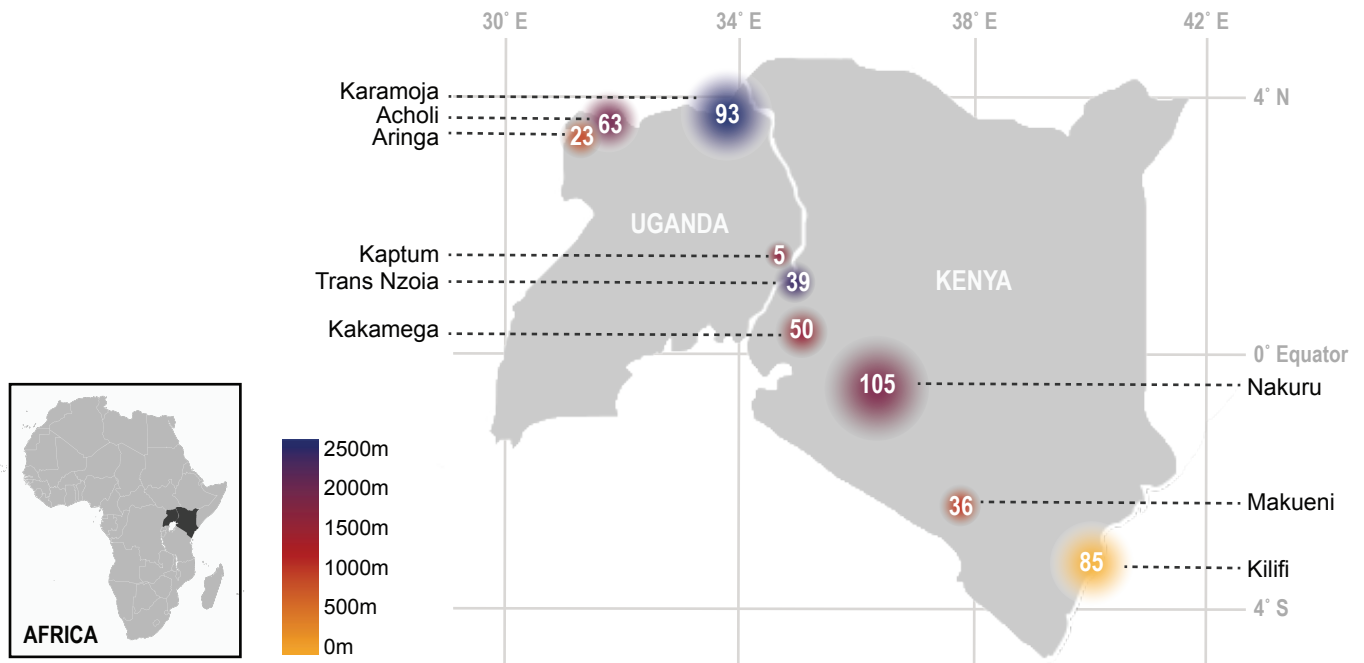 30° E
34° E
38° E
42° E
Karamoja
Acholi
Aringa
93
63
23
4° N
UGANDA
KENYA
Kaptum
Trans Nzoia
Kakamega
5
39
50
0° Equator
105
Nakuru
36
Makueni
85
Kilifi
4° S
AFRICA
2500m
2000m
1500m
1000m
500m
0m